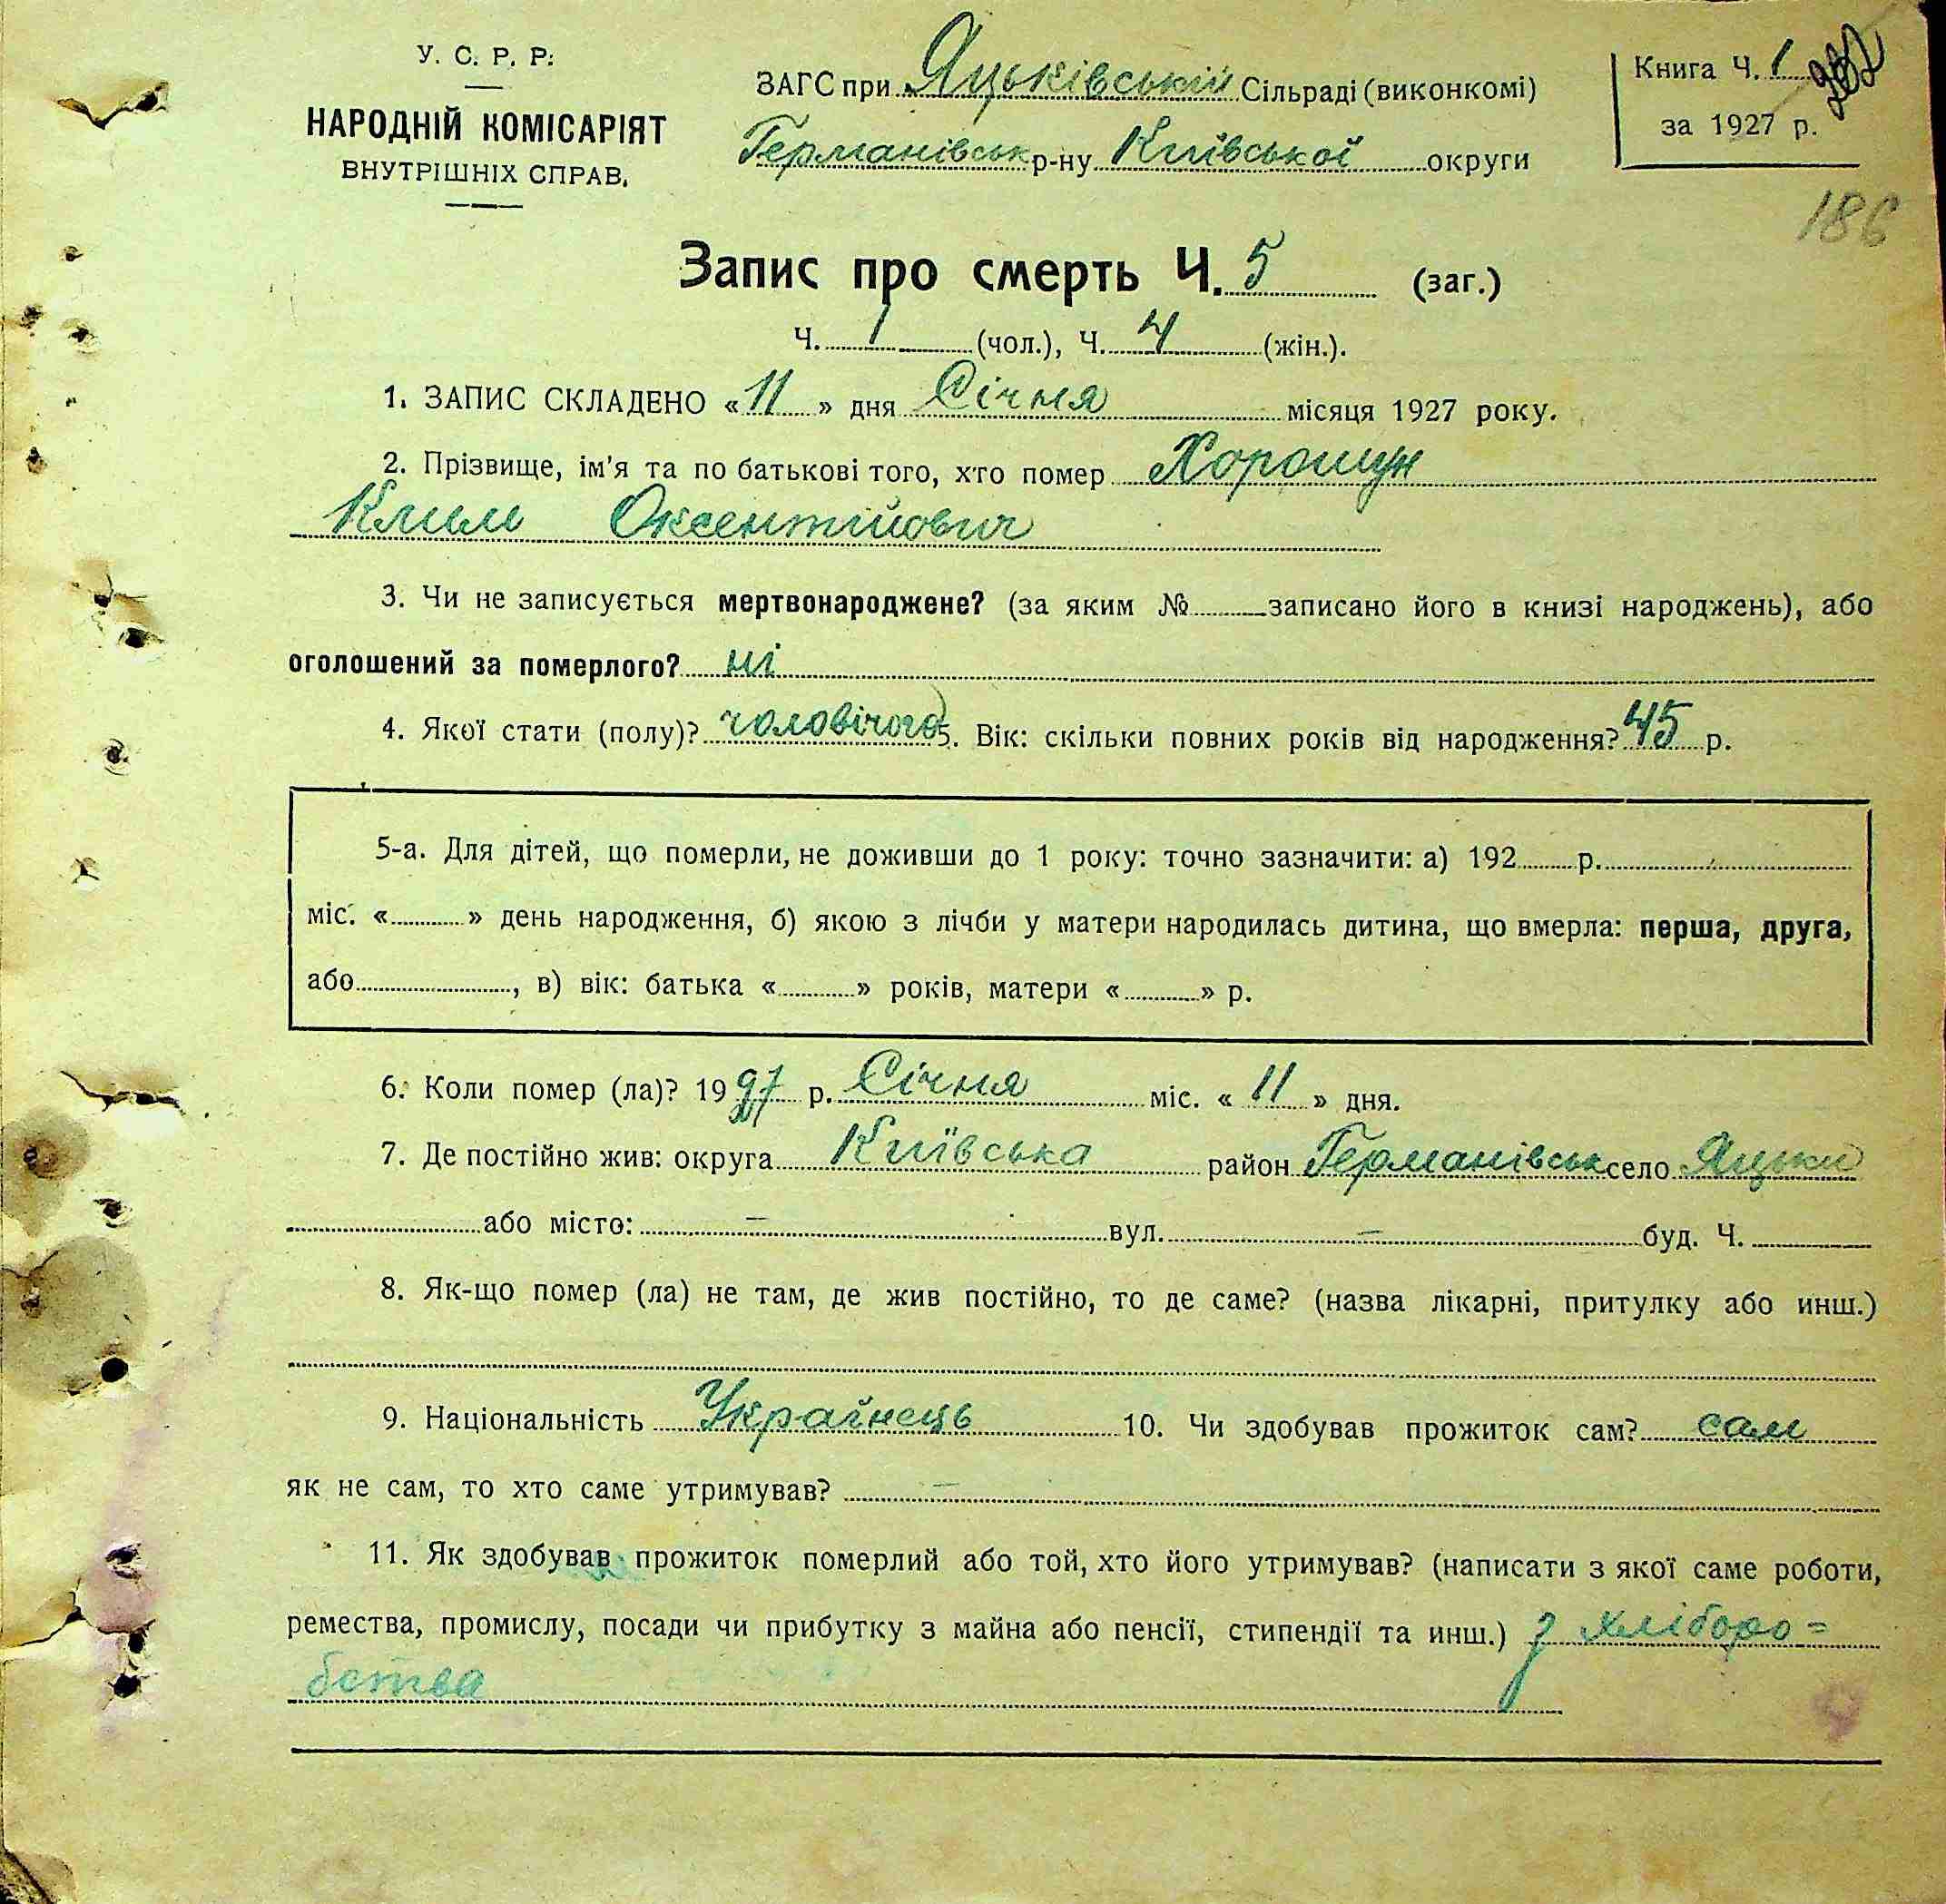 У. С. Р. Р.
НАРОДНІЙ КОМІСАРІЯТ
ВНУТРІШНІХ СПРАВ.
ЗАГС при Яцьківській Сільраді (виконкомі)
Германівськ р-ну Київської округи
Книга Ч. 1
за 1927 р.
186
Запис про смерть Ч. 5 (заг.)
Ч. 1 (чол.), Ч. 4 (жін.).
1. ЗАПИС СКЛАДЕНО «11» дня Січня місяця 1927 року.
2. Прізвище, ім'я та по батькові того, хто помер Хорошун
Клим Оксентійович
3. Чи не записується мертвонароджене? (за яким № записано його в книзі народжень), або
оголошений за померлого? ні
4. Якої стати (полу)? чоловічого 5. Вік: скільки повних років від народження? 45 р.
5-а. Для дітей, що померли, не доживши до 1 року: точно зазначити: а) 192 р.
міс. « » день народження, б) якою з лічби у матери народилась дитина, що вмерла: перша, друга,
або , в) вік: батька « » років, матери « » р.
6. Коли помер (ла)? 1927 р. Січня міс. «11» дня.
7. Де постійно жив: округа Київська район Германівськ село Яцьки
або місто: – вул. – буд. Ч.
8. Як-що помер (ла) не там, де жив постійно, то де саме? (назва лікарні, притулку або инш.)
9. Національність Українець 10. Чи здобував прожиток сам? сам
як не сам, то хто саме утримував? –
11. Як здобував прожиток померлий або той, хто його утримував? (написати з якої саме роботи,
ремества, промислу, посади чи прибутку з майна або пенсії, стипендії та инш.) з хліборо=
бства